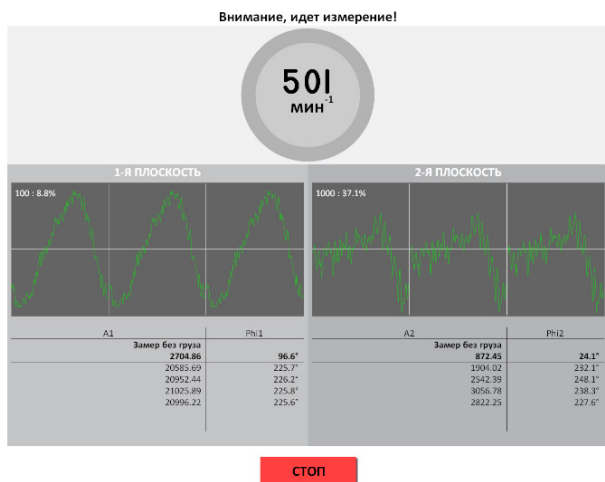 Внимание, идет измерение!
501
мин⁻¹
1-Я ПЛОСКОСТЬ
100 : 8.8%
A1 Phi1
Замер без груза
2704.86 96.6°
20585.69 225.7°
20952.44 226.2°
21025.89 225.8°
20996.22 225.6°
2-Я ПЛОСКОСТЬ
1000 : 37.1%
A2 Phi2
Замер без груза
872.45 24.1°
1904.02 232.1°
2542.39 248.1°
3056.78 238.3°
2822.25 227.6°
СТОП